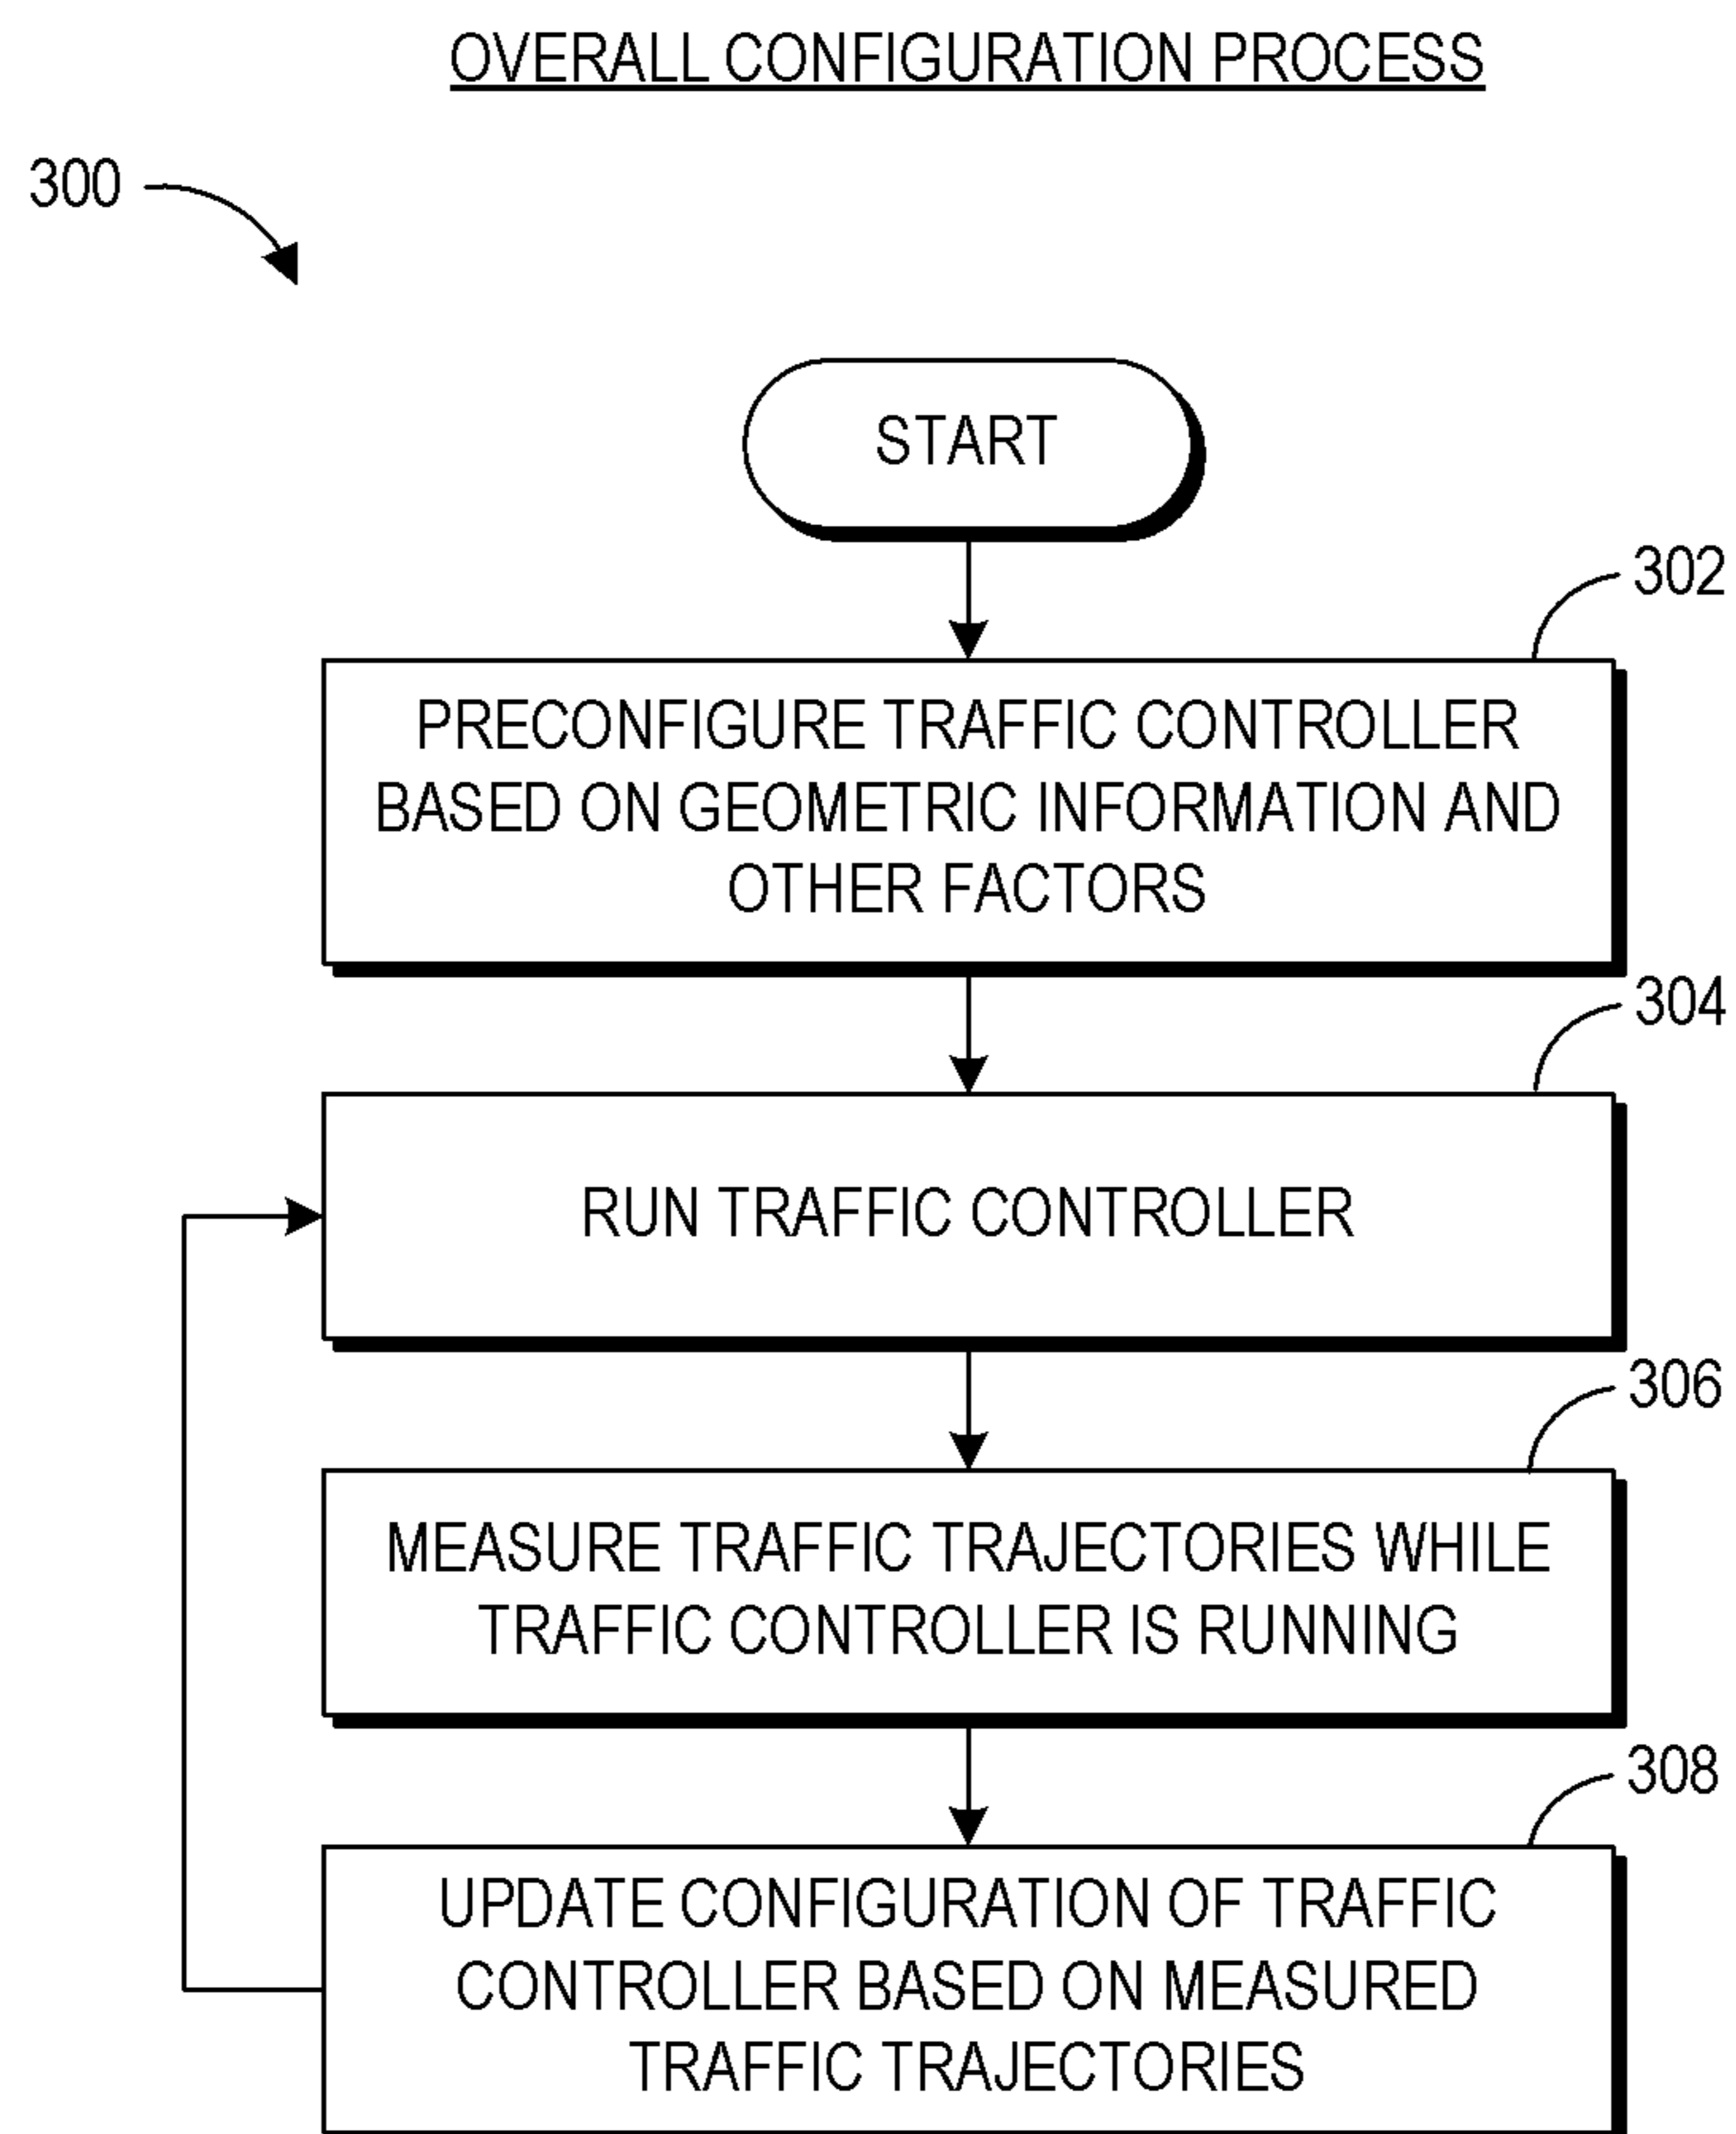 OVERALL CONFIGURATION PROCESS
300
START
302
PRECONFIGURE TRAFFIC CONTROLLER
BASED ON GEOMETRIC INFORMATION AND
OTHER FACTORS
304
RUN TRAFFIC CONTROLLER
306
MEASURE TRAFFIC TRAJECTORIES WHILE
TRAFFIC CONTROLLER IS RUNNING
308
UPDATE CONFIGURATION OF TRAFFIC
CONTROLLER BASED ON MEASURED
TRAFFIC TRAJECTORIES